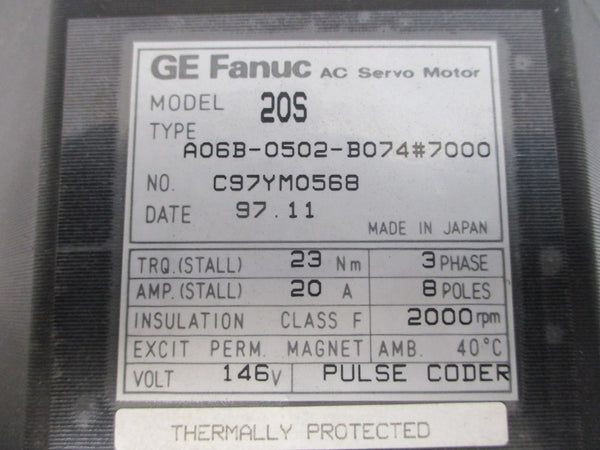 GE Fanuc AC Servo Motor
MODEL 20S
TYPE
A06B-0502-B074#7000
NO. C97YM0568
DATE 97.11
MADE IN JAPAN
TRQ.(STALL) 23 Nm 3 PHASE
AMP.(STALL) 20 A 8 POLES
INSULATION CLASS F 2000 rpm
EXCIT PERM. MAGNET AMB. 40°C
VOLT 146V PULSE CODER
THERMALLY PROTECTED